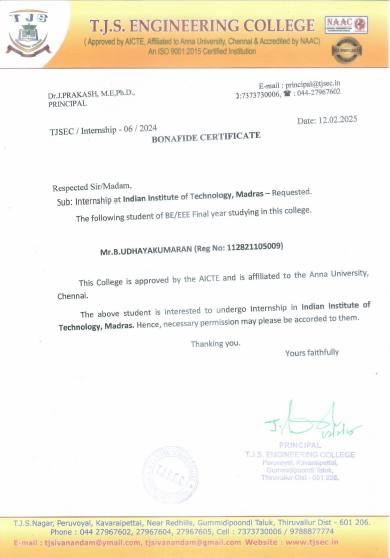 T J S
T.J.S. ENGINEERING COLLEGE
( Approved by AICTE, Affiliated to Anna University, Chennai & Accredited by NAAC)
An ISO 9001:2015 Certified Institution
NAAC
Dr.J.PRAKASH, M.E,Ph.D.,
PRINCIPAL
E-mail : principal@tjsec.in
✆:7373730006, ☎ : 044-27967602
TJSEC / Internship - 06 / 2024
Date: 12.02.2025
BONAFIDE CERTIFICATE
Respected Sir/Madam,
Sub: Internship at Indian Institute of Technology, Madras – Requested.
The following student of BE/EEE Final year studying in this college.
Mr.B.UDHAYAKUMARAN (Reg No: 112821105009)
This College is approved by the AICTE and is affiliated to the Anna University,
Chennai.
The above student is interested to undergo Internship in Indian Institute of
Technology, Madras. Hence, necessary permission may please be accorded to them.
Thanking you.
Yours faithfully
PRINCIPAL
T.J.S. ENGINEERING COLLEGE
Peruvoyal, Kavaraipettai,
Gummidipoondi Taluk,
Thiruvallur Dist - 601 206.
T.J.S.Nagar, Peruvoyal, Kavaraipettai, Near Redhills, Gummidipoondi Taluk, Thiruvallur Dist - 601 206.
Phone : 044 27967602, 27967604, 27967605, Cell : 7373730006 / 9788877774
E-mail : tjsivanandam@ymail.com, tjsivanandam@gmail.com Website : www.tjsec.in